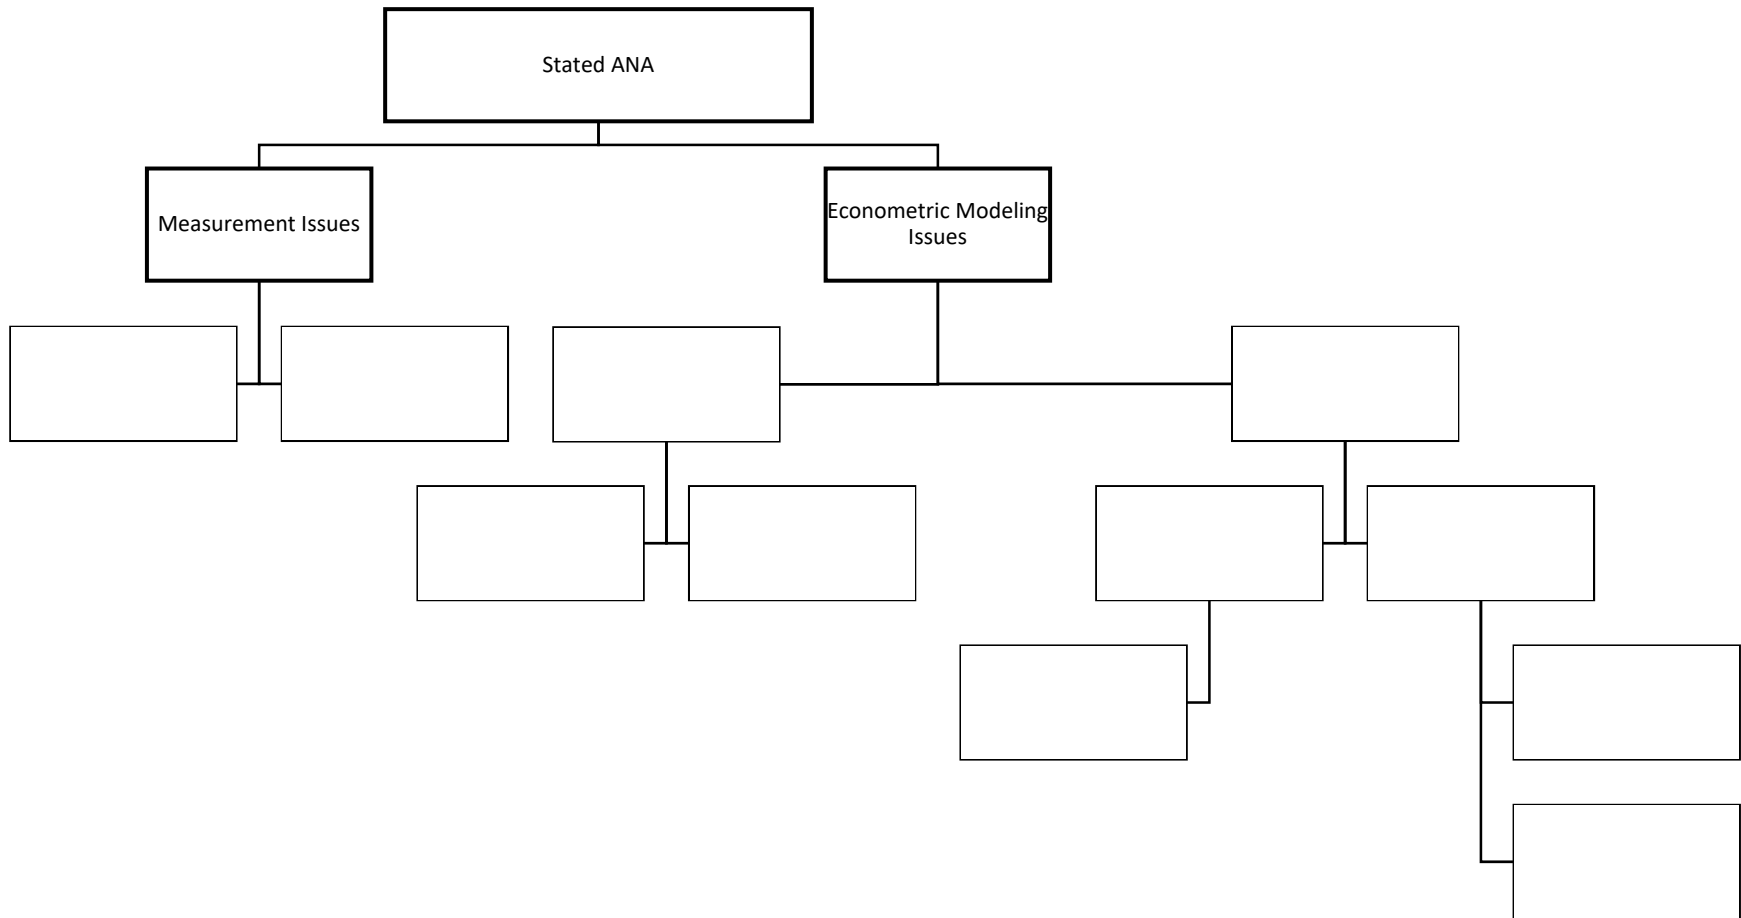 Stated ANA
Measurement Issues
Econometric Modeling
Issues